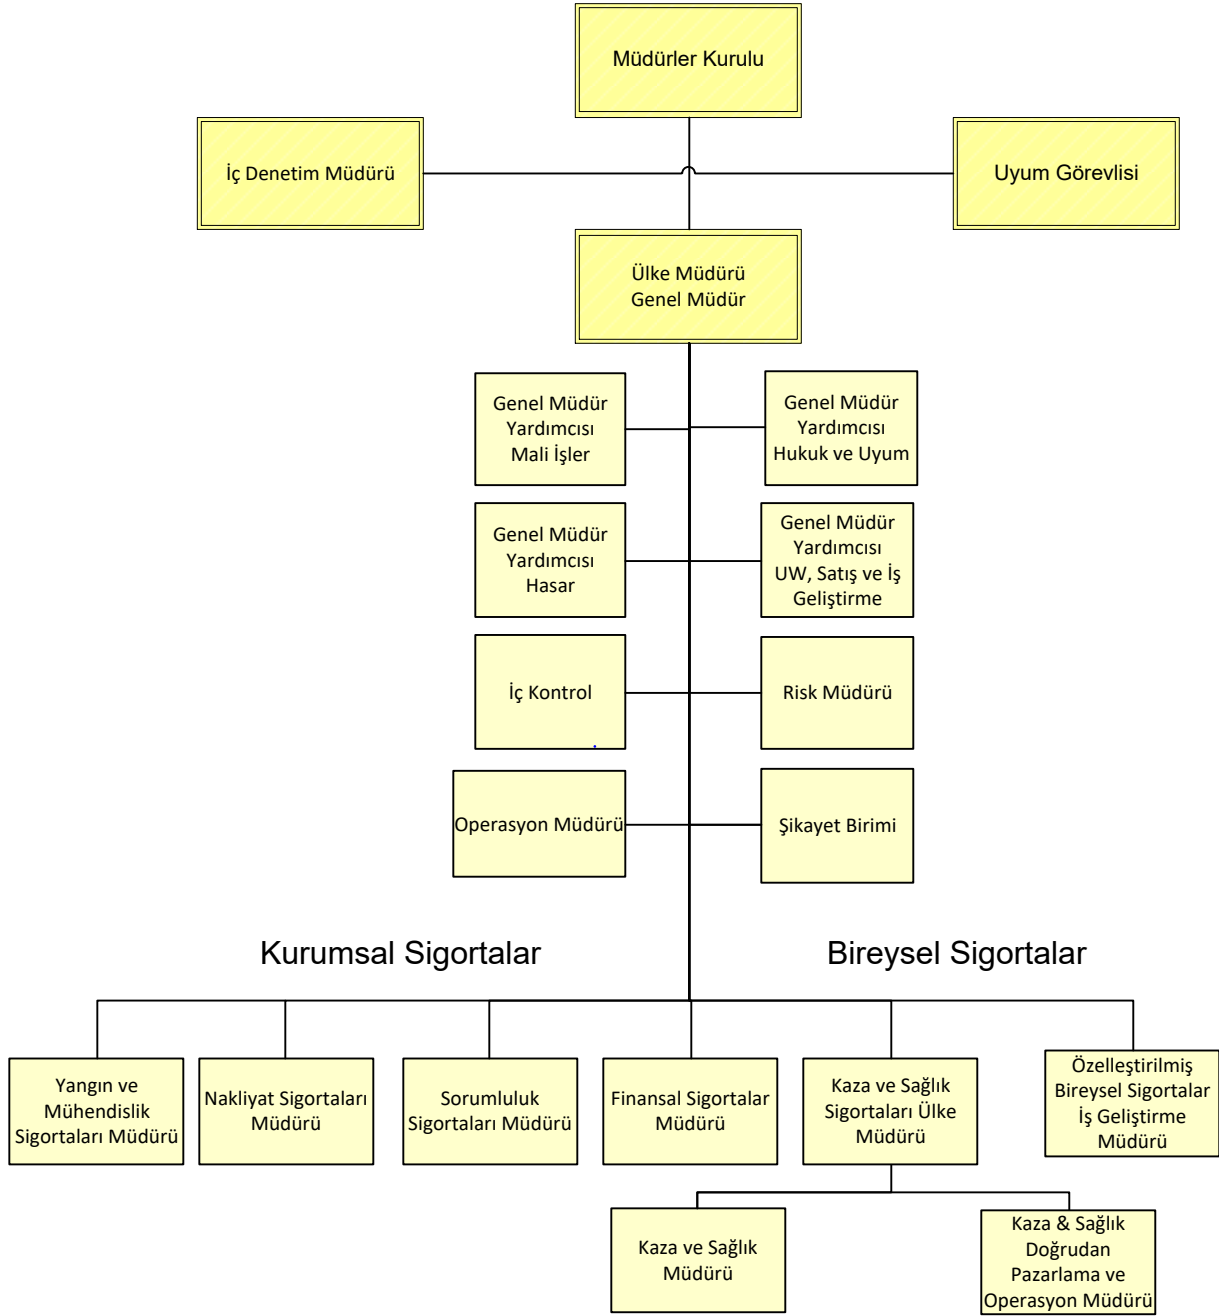 Müdürler Kurulu
İç Denetim Müdürü
Uyum Görevlisi
Ülke Müdürü
Genel Müdür
Genel Müdür
Yardımcısı
Mali İşler
Genel Müdür
Yardımcısı
Hukuk ve Uyum
Genel Müdür
Yardımcısı
Hasar
Genel Müdür
Yardımcısı
UW, Satış ve İş
Geliştirme
İç Kontrol
Risk Müdürü
Operasyon Müdürü
Şikayet Birimi
Kurumsal Sigortalar
Bireysel Sigortalar
Yangın ve
Mühendislik
Sigortaları Müdürü
Nakliyat Sigortaları
Müdürü
Sorumluluk
Sigortaları Müdürü
Finansal Sigortalar
Müdürü
Kaza ve Sağlık
Sigortaları Ülke
Müdürü
Özelleştirilmiş
Bireysel Sigortalar
İş Geliştirme
Müdürü
Kaza ve Sağlık
Müdürü
Kaza & Sağlık
Doğrudan
Pazarlama ve
Operasyon Müdürü